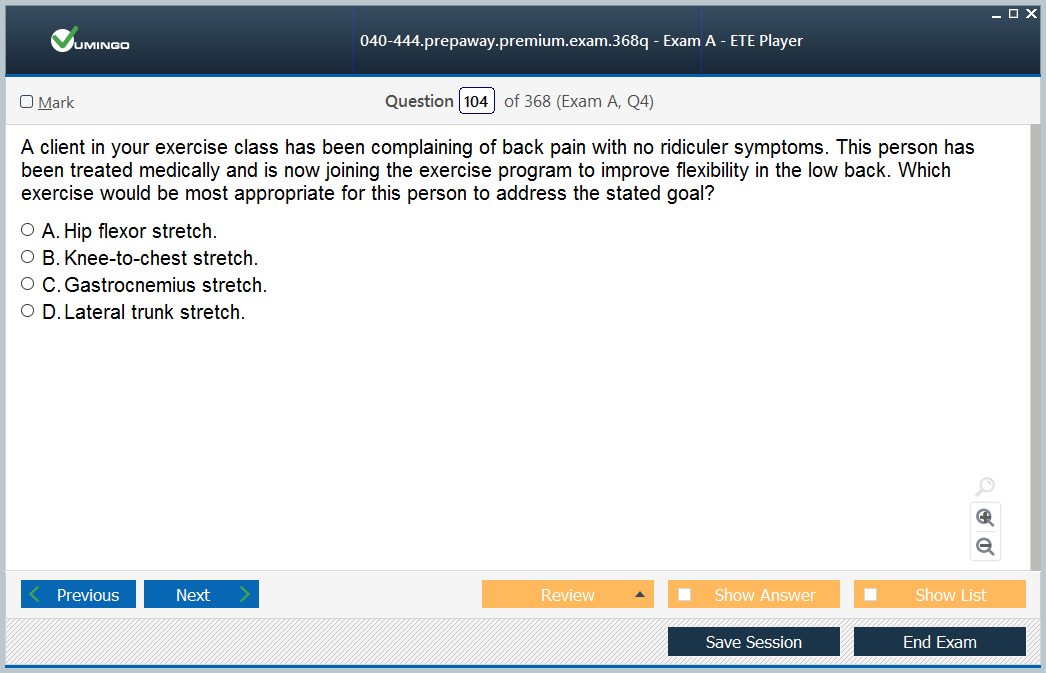 VUMINGO
040-444.prepaway.premium.exam.368q - Exam A - ETE Player
Mark
Question 104 of 368 (Exam A, Q4)
A client in your exercise class has been complaining of back pain with no ridiculer symptoms. This person has
been treated medically and is now joining the exercise program to improve flexibility in the low back. Which
exercise would be most appropriate for this person to address the stated goal?
A. Hip flexor stretch.
B. Knee-to-chest stretch.
C. Gastrocnemius stretch.
D. Lateral trunk stretch.
Previous Next Review Show Answer Show List
Save Session End Exam